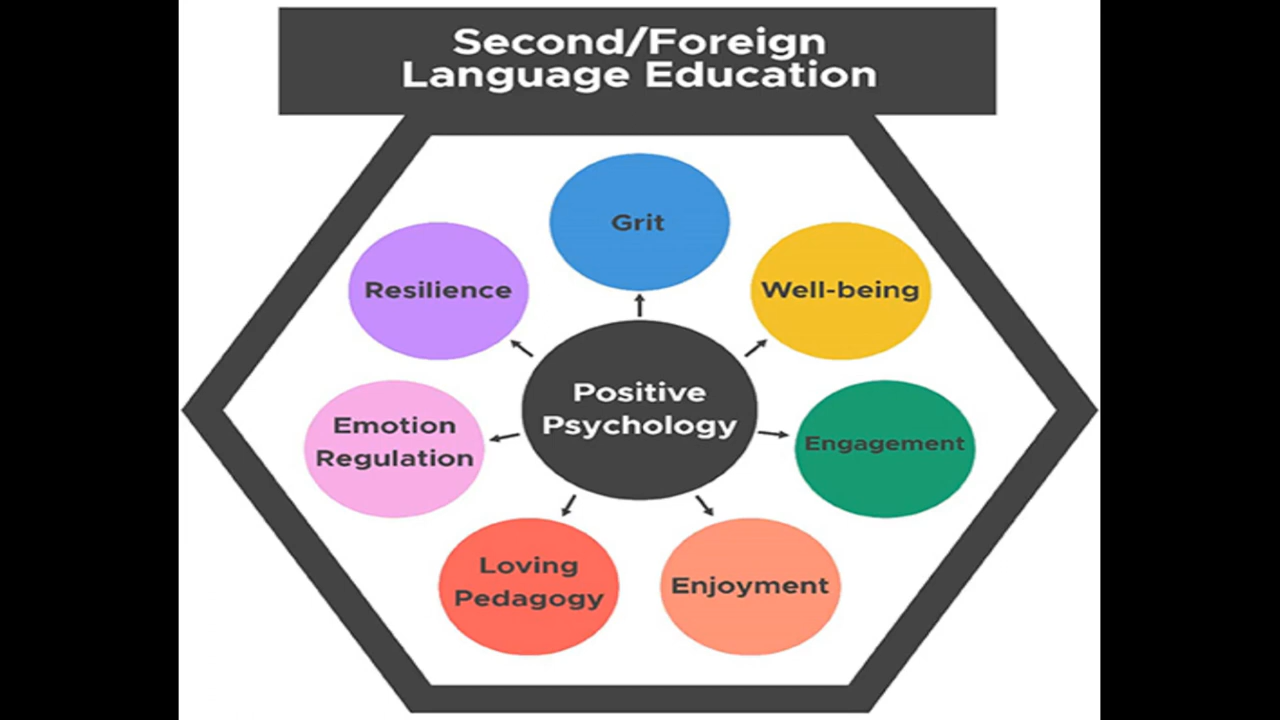 Second/Foreign
Language Education
Grit
Resilience
Well-being
Positive
Psychology
Emotion
Regulation
Engagement
Loving
Pedagogy
Enjoyment